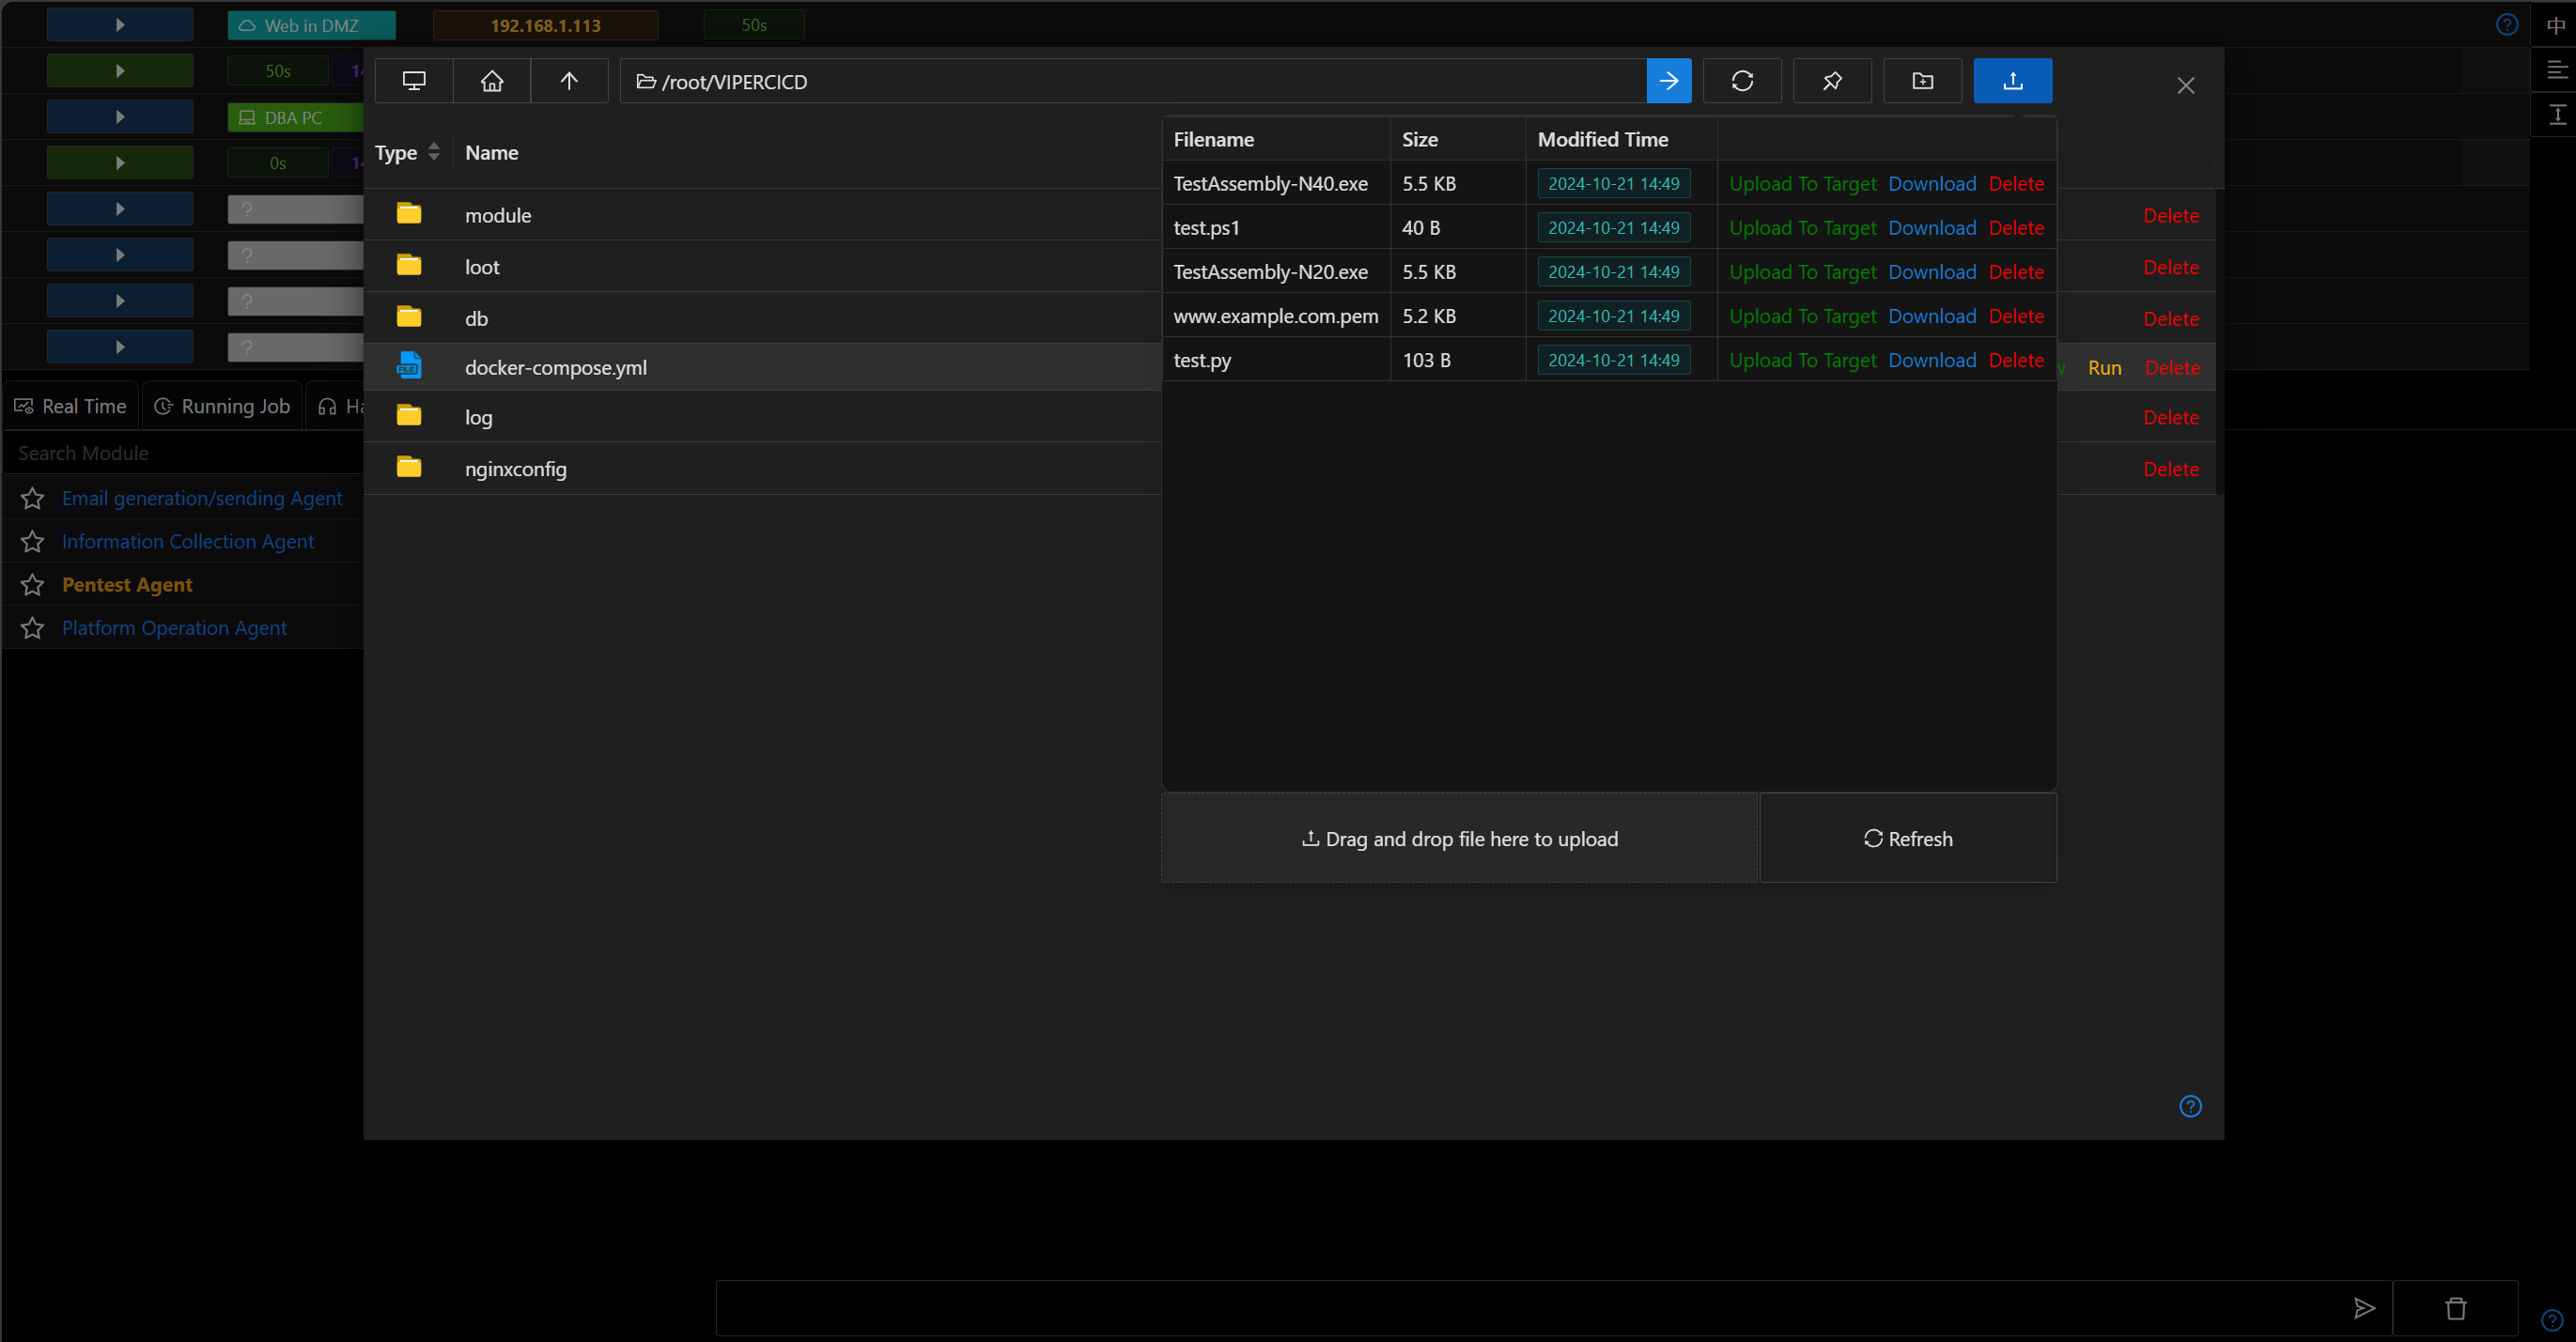 Web in DMZ 192.168.1.113 50s
中
50s 14
/root/VIPERCICD
DBA PC
0s 14
Type Name
Filename Size Modified Time
TestAssembly-N40.exe 5.5 KB 2024-10-21 14:49 Upload To Target Download Delete
test.ps1 40 B 2024-10-21 14:49 Upload To Target Download Delete
TestAssembly-N20.exe 5.5 KB 2024-10-21 14:49 Upload To Target Download Delete
www.example.com.pem 5.2 KB 2024-10-21 14:49 Upload To Target Download Delete
test.py 103 B 2024-10-21 14:49 Upload To Target Download Delete
module Delete
loot Delete
db Delete
FILE docker-compose.yml Run Delete
log Delete
nginxconfig Delete
?
?
?
?
Drag and drop file here to upload Refresh
Real Time Running Job Ha
Search Module
Email generation/sending Agent
Information Collection Agent
Pentest Agent
Platform Operation Agent